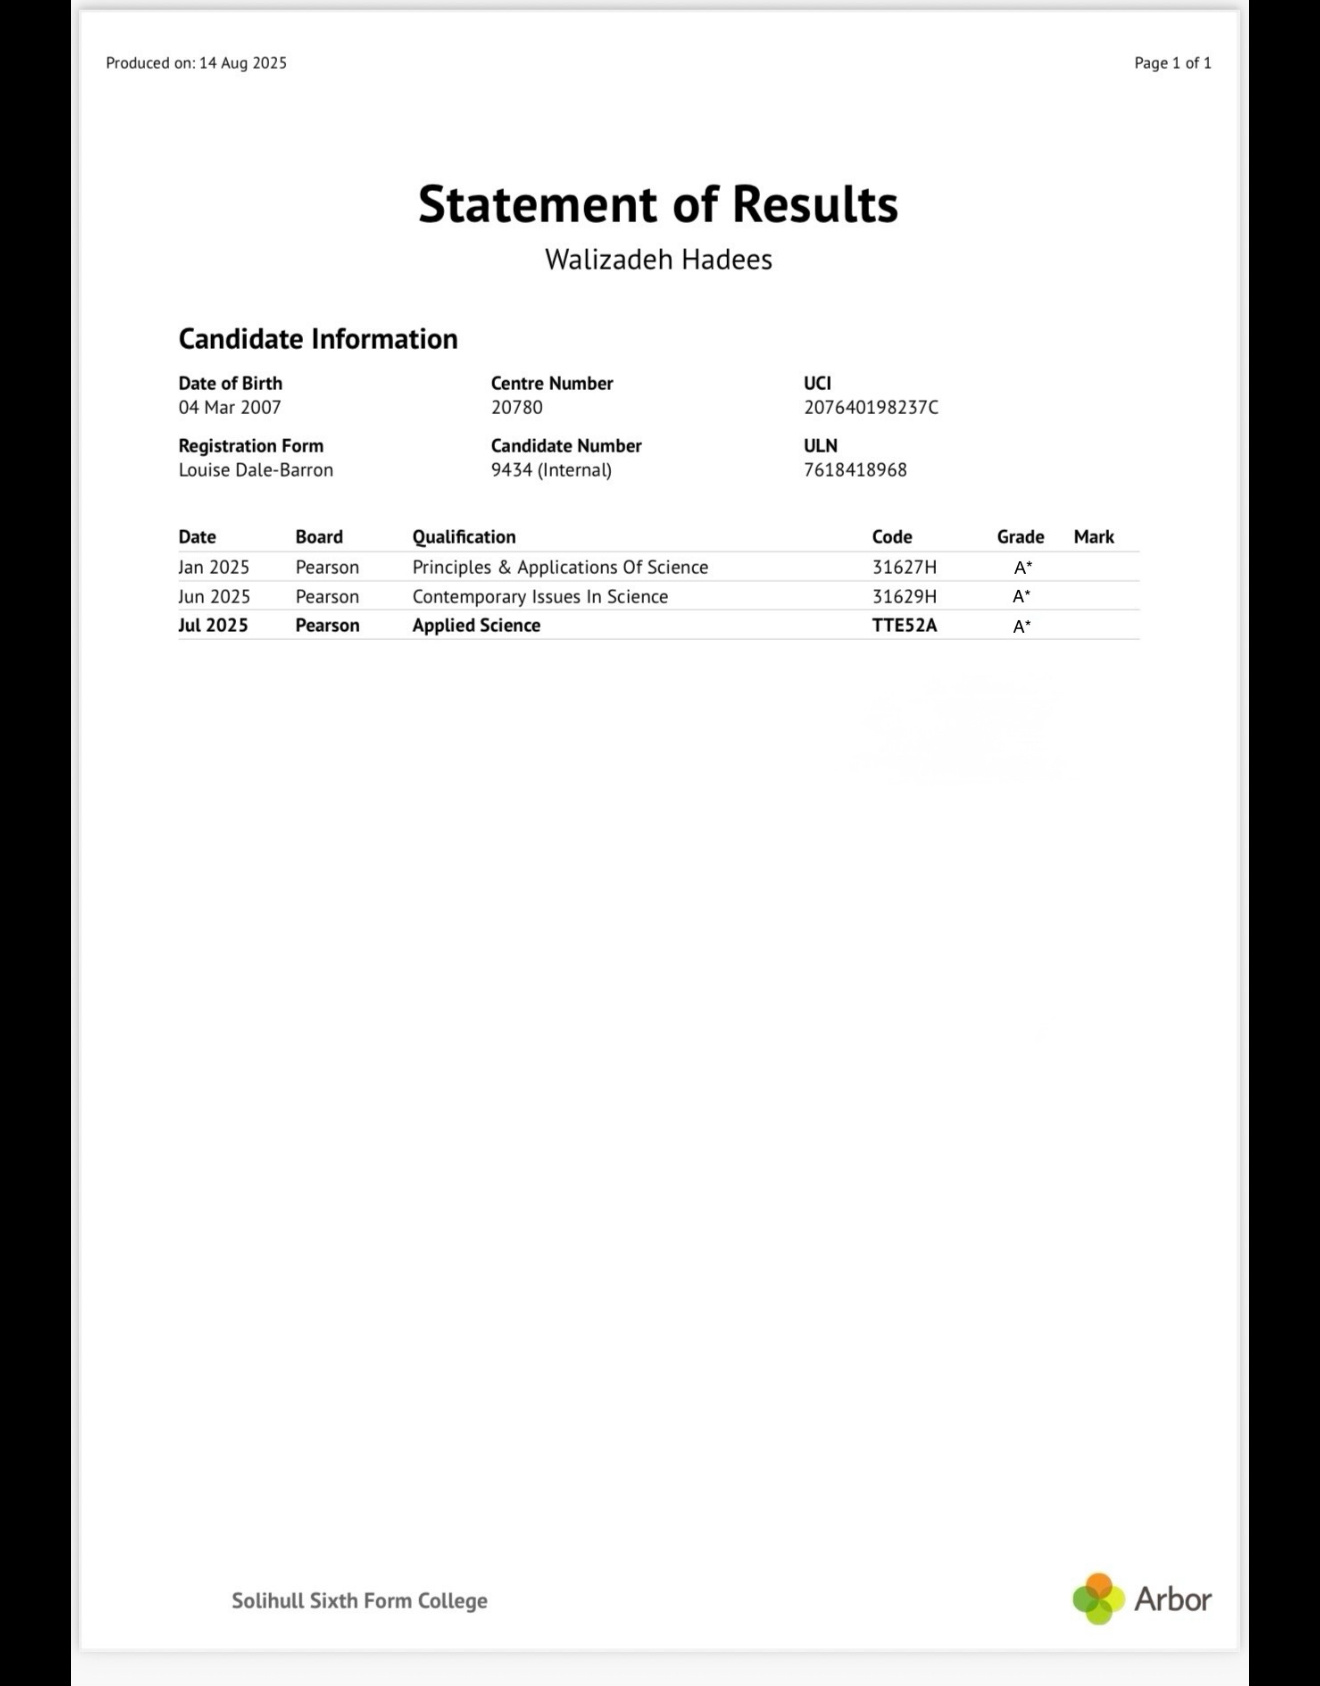 Produced on: 14 Aug 2025 Page 1 of 1
Statement of Results
Walizadeh Hadees
Candidate Information
Date of Birth Centre Number UCI
04 Mar 2007 20780 207640198237C
Registration Form Candidate Number ULN
Louise Dale-Barron 9434 (Internal) 7618418968
Date Board Qualification Code Grade Mark
Jan 2025 Pearson Principles & Applications Of Science 31627H A*
Jun 2025 Pearson Contemporary Issues In Science 31629H A*
Jul 2025 Pearson Applied Science TTE52A A*
Solihull Sixth Form College Arbor